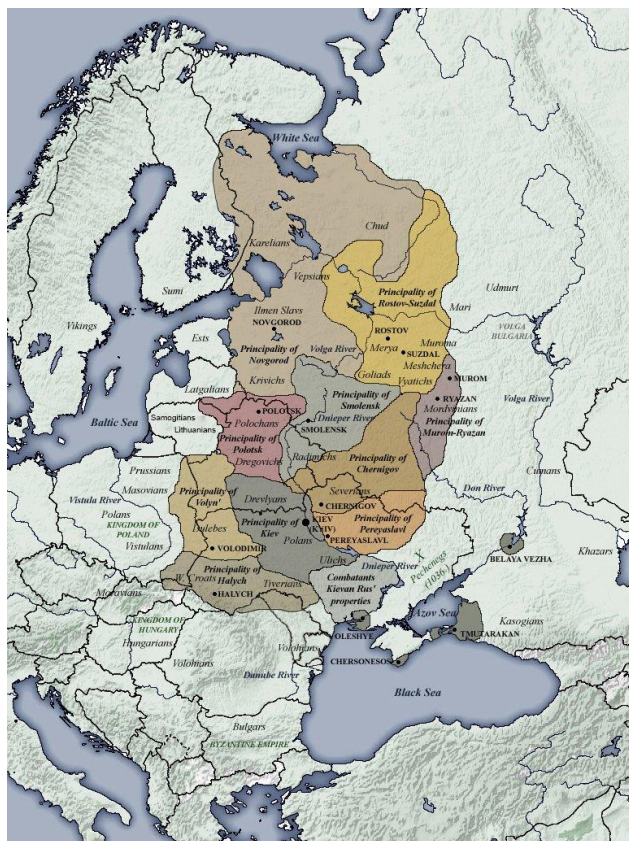 White Sea
Chud
Karelians
Vepsians
Sumi
Principality of
Rostov-Suzdal
Udmurt
Mari
Ilmen Slavs
NOVGOROD
Vikings
VOLGA
BULGARIA
ROSTOV
Ests
Principality of
Novgorod
Volga River
Merya
Muroma
SUZDAL
Meshchera
Goliads
Vyatichs
MUROM
Krivichs
Latgalians
Principality of
Smolensk
RYAZAN
Volga River
Mordvinians
Baltic Sea
Samogitians
Lithuanians
POLOTSK
Polochans
Dnieper River
SMOLENSK
Principality of
Murom-Ryazan
Principality of
Polotsk
Dregovichs
Radimichs
Principality of
Chernigov
Prussians
Cumans
Masovians
Vistula River
Principality of
Volyn'
Drevlyans
Severians
Don River
Polans
KINGDOM OF
POLAND
CHERNIGOV
Dulebes
Principality of
Kiev
KIEV
(KYIV)
Principality of
Pereyaslavl
Vistulans
VOLODIMIR
Polans
PEREYASLAVL
Khazars
Ulichs
X
Pechenegs
(1036)
BELAYA VEZHA
Principality of
Halych
Dnieper River
W. Croats
Tiverians
Combatants
Kievan Rus'
properties
Moravians
HALYCH
Azov Sea
KINGDOM OF
HUNGARY
Kasogians
OLESHYE
TMUTARAKAN
Hungarians
Volohians
Volohians
CHERSONESOS
Danube River
Black Sea
Bulgars
BYZANTINE EMPIRE